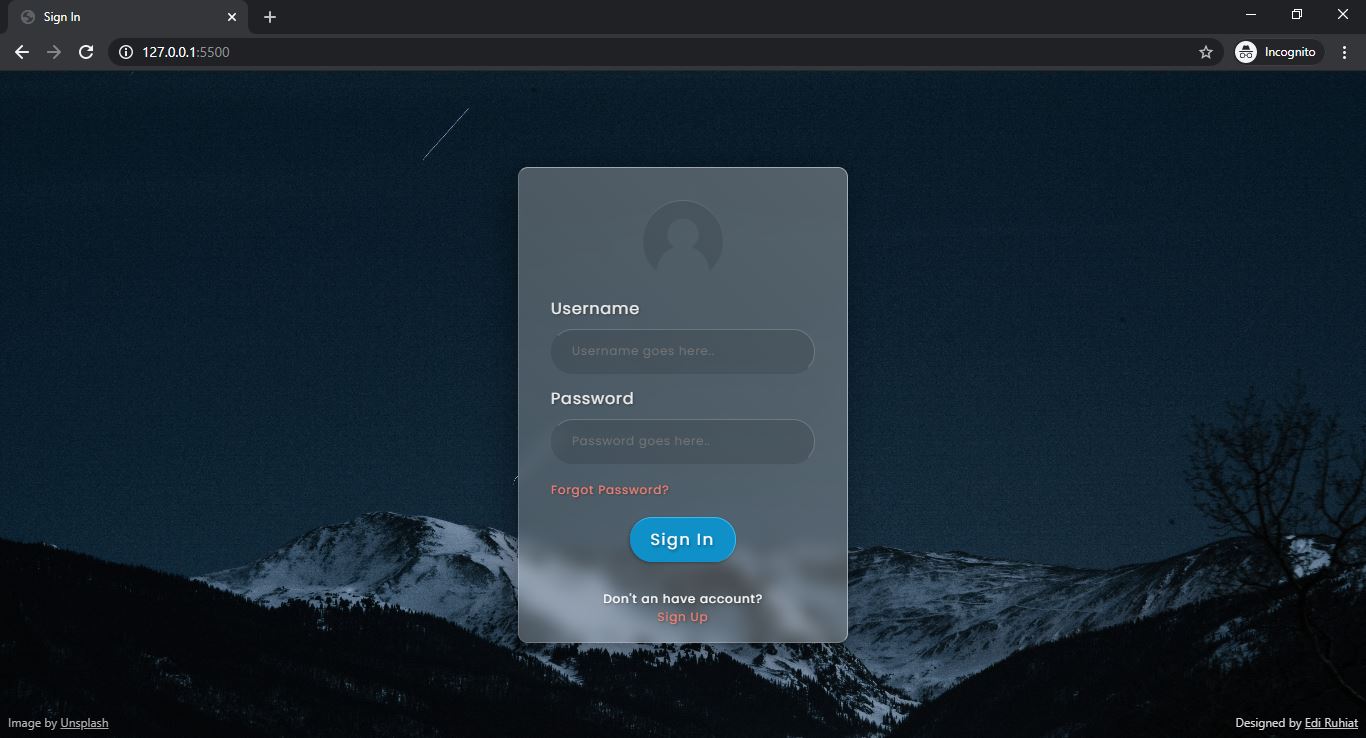 Sign In
127.0.0.1:5500
Incognito
Username
Username goes here..
Password
Password goes here..
Forgot Password?
Sign In
Don't an have account?
Sign Up
Image by Unsplash
Designed by Edi Ruhiat